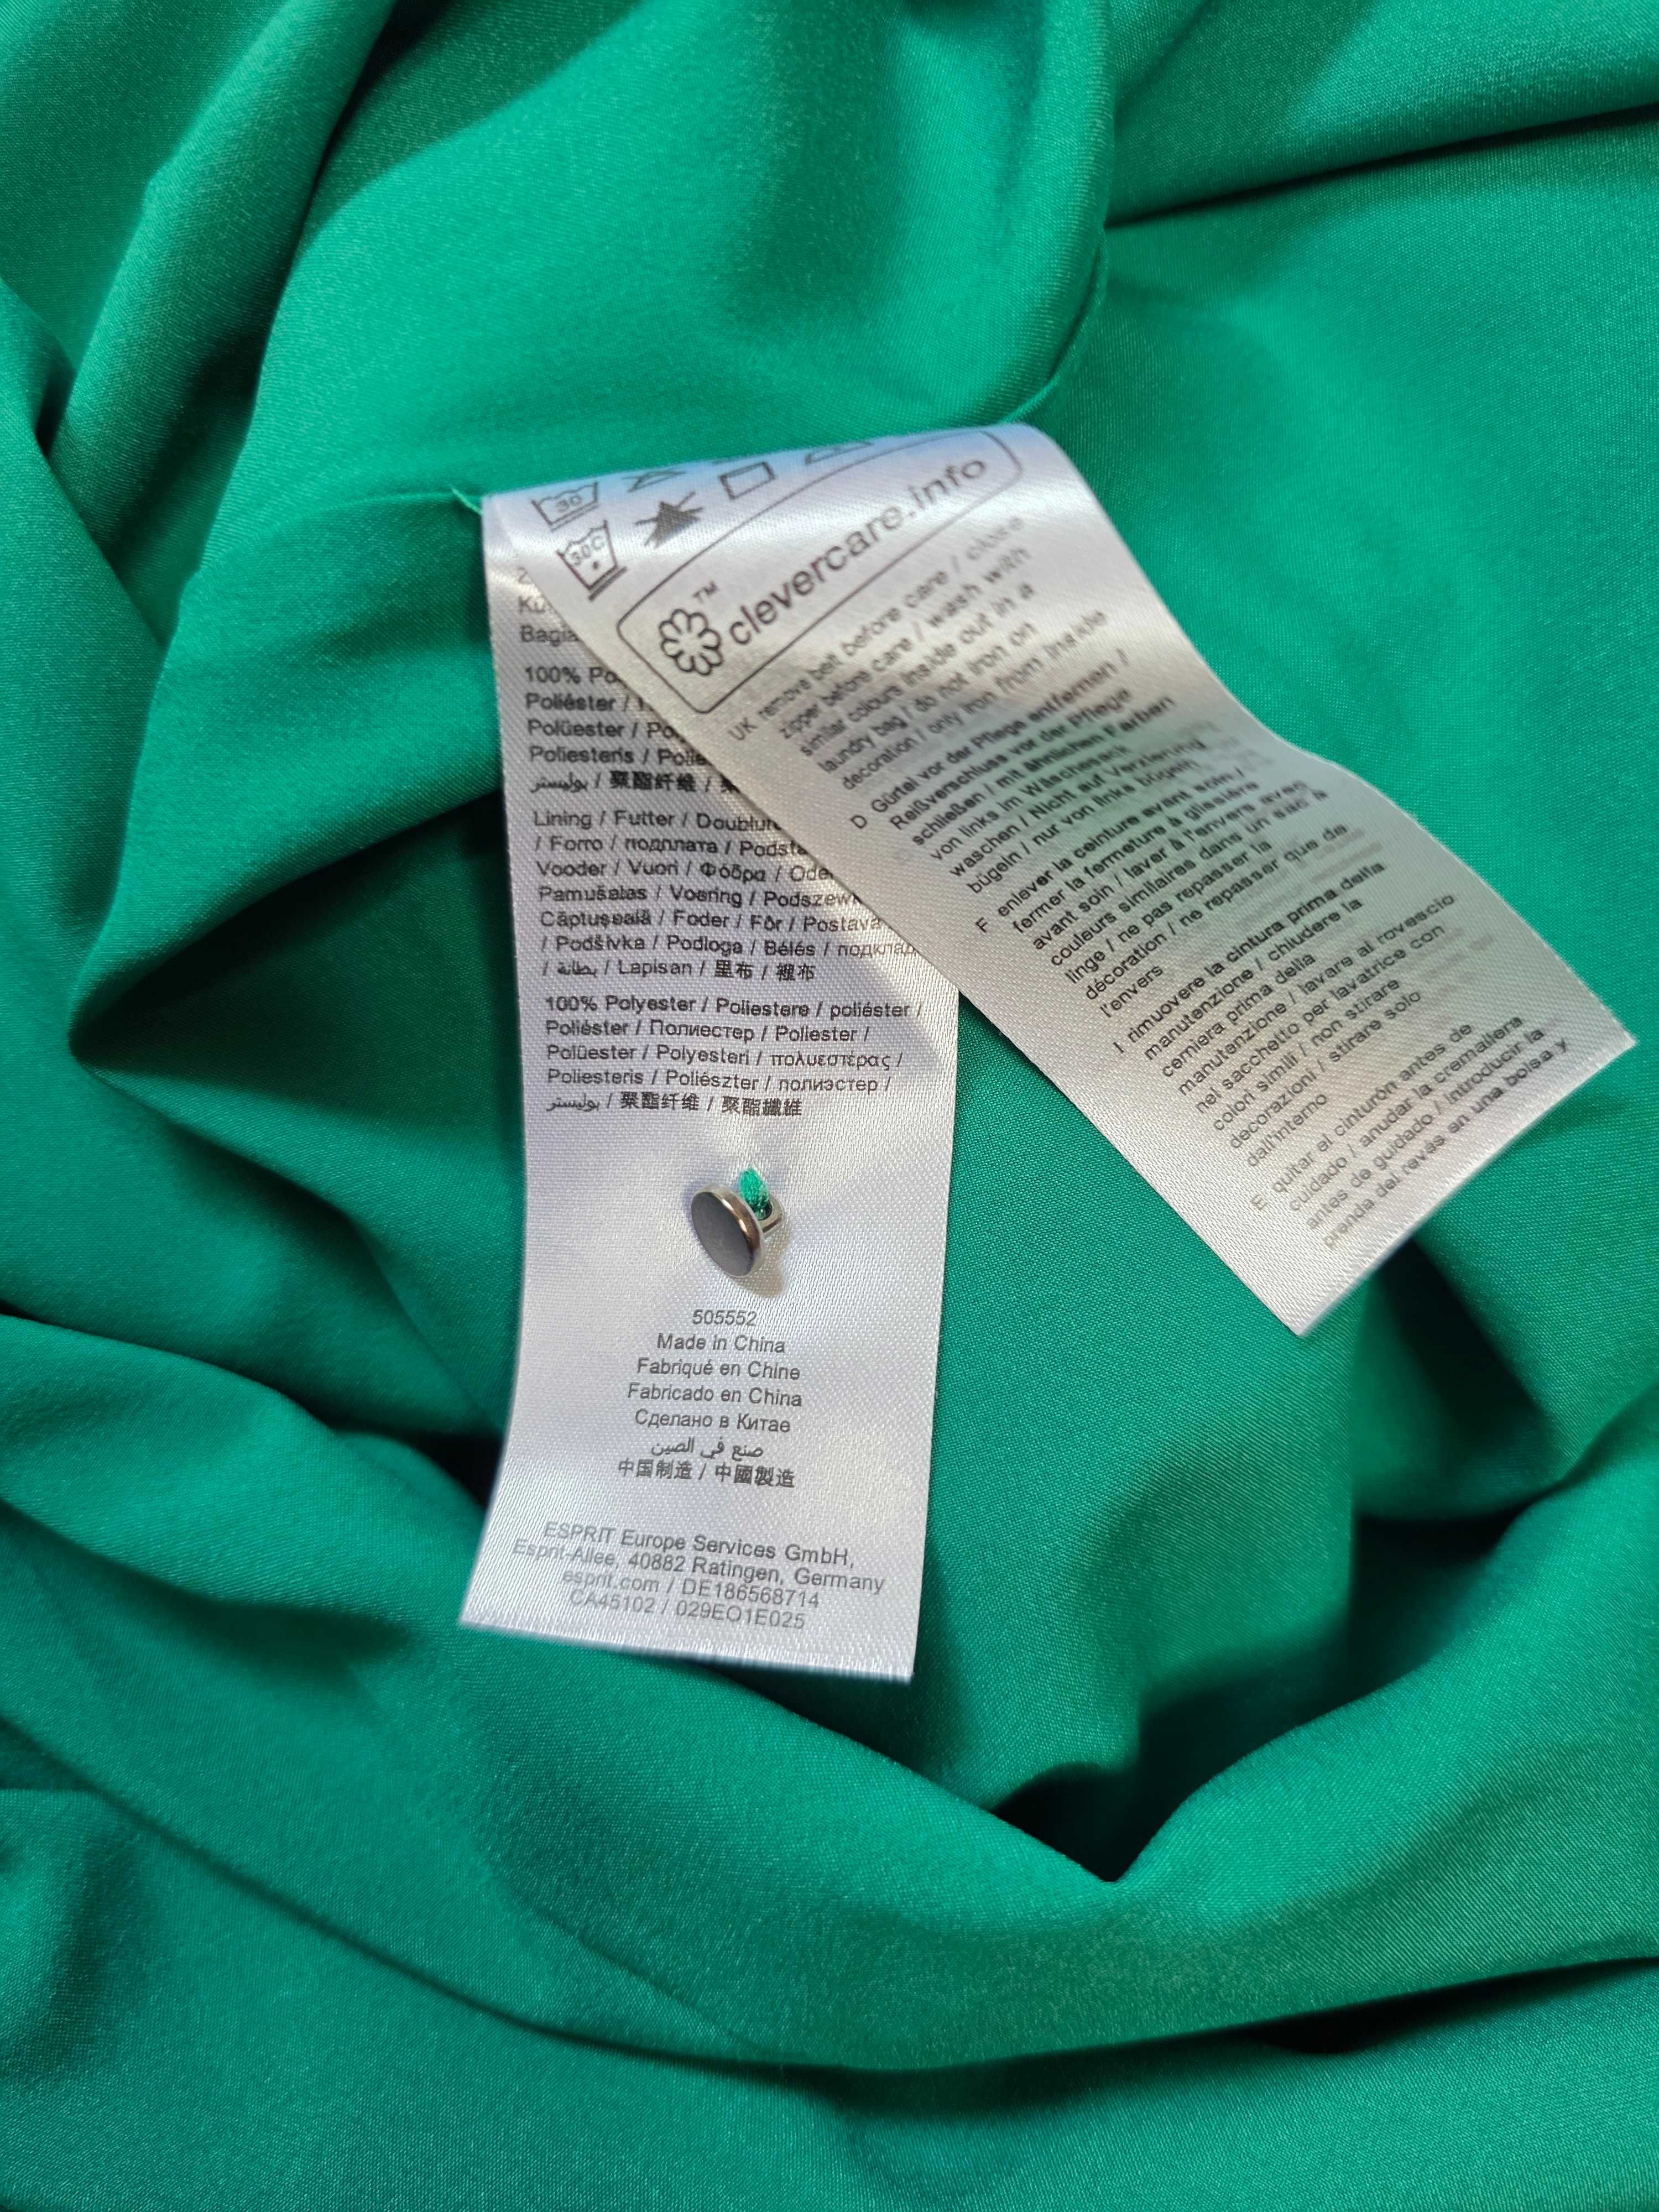 30
30C
clevercare.info
TM
UK remove belt before care / close
zipper before care / wash with
similar colours inside out in a
laundry bag / do not iron on
decoration / only iron from inside
D Gürtel vor der Pflege entfernen /
Reißverschluss vor der Pflege
schließen / mit ähnlichen Farben
von links im Wäschesack
waschen / Nicht auf Verzierung
bügeln / nur von links bügeln
F enlever la ceinture avant soin /
fermer la fermeture à glissière
avant soin / laver à l'envers avec
couleurs similaires dans un sac à
linge / ne pas repasser la
décoration / ne repasser que de
l'envers
I rimuovere la cintura prima della
manutenzione / chiudere la
cerniera prima della
manutenzione / lavare al rovescio
nel sacchetto per lavatrice con
colori simili / non stirare
decorazioni / stirare solo
dall'interno
E quitar el cinturón antes de
cuidado / anudar la cremallera
antes de cuidado / introducir la
prenda del revés en una bolsa y
100%
Poliéster /
Polüester /
Poliesteris /
بوليستر / 聚酯纤维 /
Lining / Futter /
/ Forro / подплата /
Vooder / Vuori / Φόδρα /
Pamušalas / Voering /
Căptuşeală / Foder / Fôr /
/ Podšívka / Podloga / Bélés /
/ بطانة / Lapisan / 里布 / 裡布
100% Polyester / Poliestere / poliéster /
Poliéster / Полиестер / Poliester /
Polüester / Polyesteri / πολυεστέρας /
Poliesteris / Poliészter / полиэстер /
بوليستر / 聚酯纤维 / 聚酯纖維
505552
Made in China
Fabriqué en Chine
Fabricado en China
Сделано в Китае
صنع في الصين
中国制造 / 中國製造
ESPRIT Europe Services GmbH,
Esprit-Allee, 40882 Ratingen, Germany
esprit.com / DE186568714
CA45102 / 029EO1E025